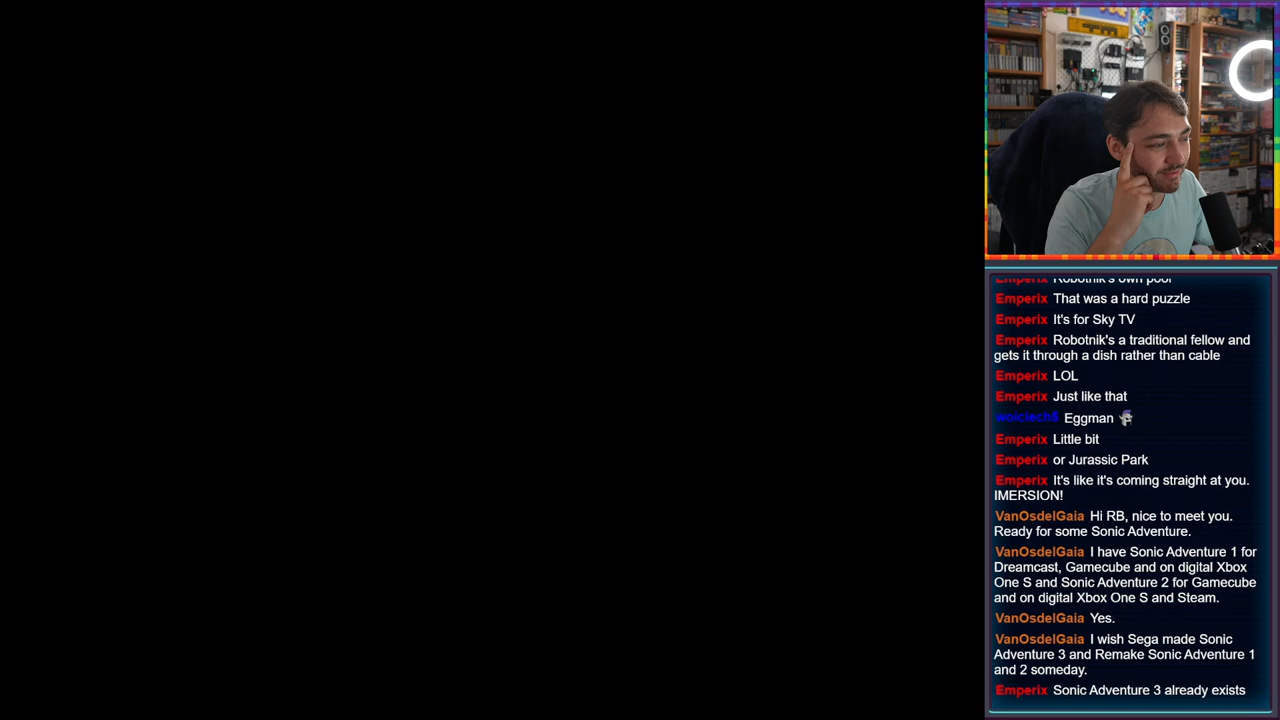 Emperix Robotnik's own pool
Emperix That was a hard puzzle
Emperix It's for Sky TV
Emperix Robotnik's a traditional fellow and
gets it through a dish rather than cable
Emperix LOL
Emperix Just like that
wojciech5 Eggman
Emperix Little bit
Emperix or Jurassic Park
Emperix It's like it's coming straight at you.
IMERSION!
VanOsdelGaia Hi RB, nice to meet you.
Ready for some Sonic Adventure.
VanOsdelGaia I have Sonic Adventure 1 for
Dreamcast, Gamecube and on digital Xbox
One S and Sonic Adventure 2 for Gamecube
and on digital Xbox One S and Steam.
VanOsdelGaia Yes.
VanOsdelGaia I wish Sega made Sonic
Adventure 3 and Remake Sonic Adventure 1
and 2 someday.
Emperix Sonic Adventure 3 already exists